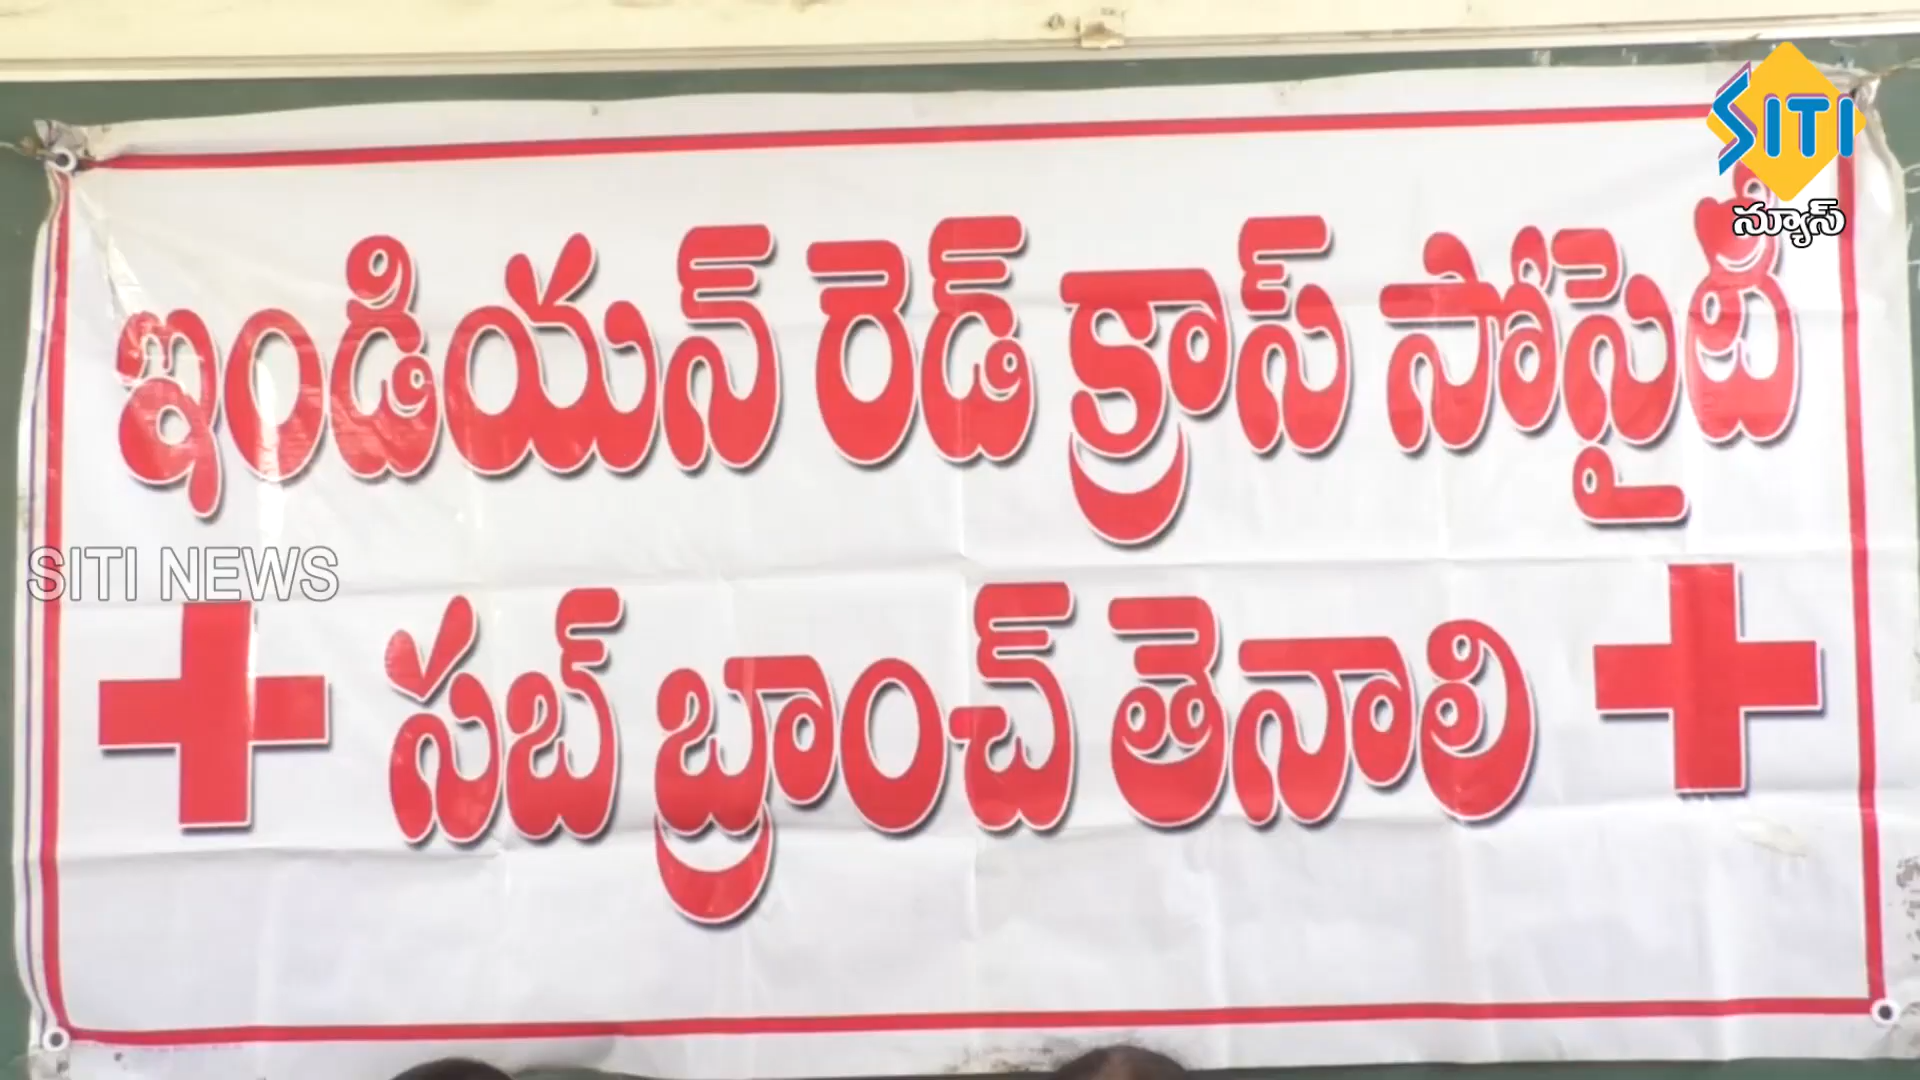 SITI
న్యూస్
ఇండియన్ రెడ్ క్రాస్ సోసైటీ
SITI NEWS
సబ్ బ్రాంచ్ తెనాలి